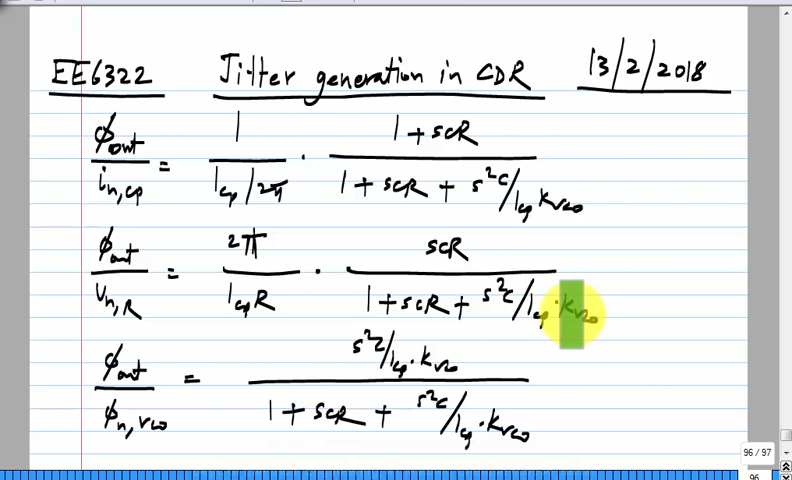 EE6322 Jitter generation in CDR 13/2/2018
ϕout/in,cp = 1/(Icp/2π) · (1+sCR)/(1+sCR+s²C/Icp Kvco)
ϕout/Vn,R = 2π/(IcpR) · sCR/(1+sCR+s²C/Icp·Kvco)
ϕout/ϕn,vco = (s²C/Icp·Kvco)/(1+sCR+s²C/Icp·Kvco)
96 / 97
96